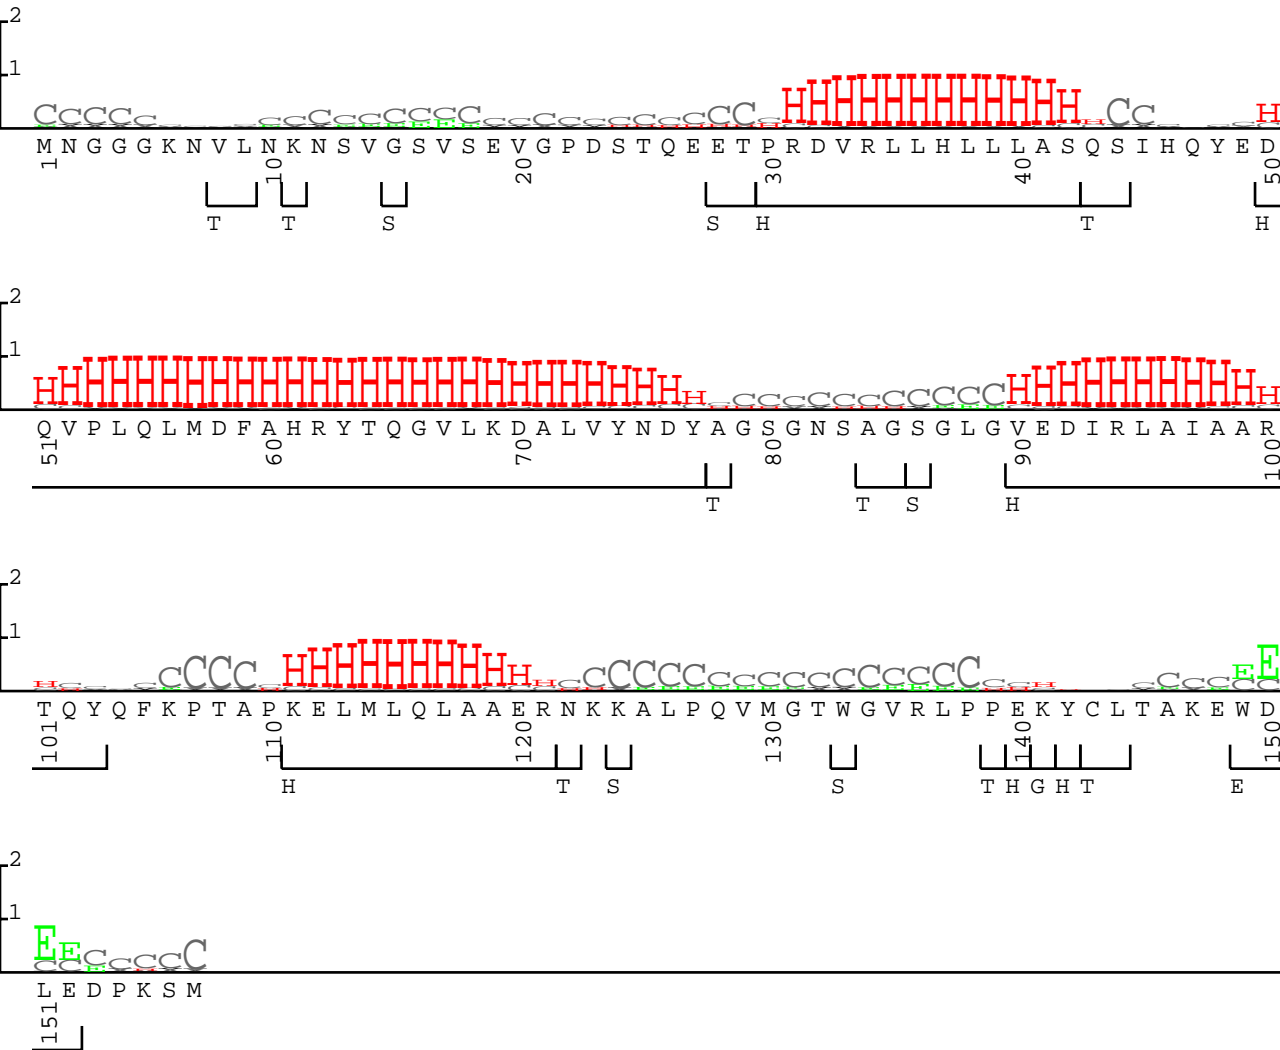 2
1
C C C C C C C C C C C C C C C C C C C C C C C C C C H H H H H H H H H H H H H C C C H
M N G G G K N V L N K N S V G S V S E V G P D S T Q E E T P R D V R L L H L L L A S Q S I H Q Y E D
1 10 20 30 40 50
T T S S H T H
2
1
H H H H H H H H H H H H H H H H H H H H H H H H H H H C C C C C C C C C C C C H H H H H H H H H H H
Q V P L Q L M D F A H R Y T Q G V L K D A L V Y N D Y A G S G N S A G S G L G V E D I R L A I A A R
51 60 70 80 90 100
T T S H
2
1
H C C C C C C C C H H H H H H H H H H H C C C C C C C C C C C C C C C C C C C H C C C C E E
T Q Y Q F K P T A P K E L M L Q L A A E R N K K A L P Q V M G T W G V R L P P E K Y C L T A K E W D
101 110 120 130 140 150
H T S S T H G H T E
2
1
E E C C C C C
L E D P K S M
151